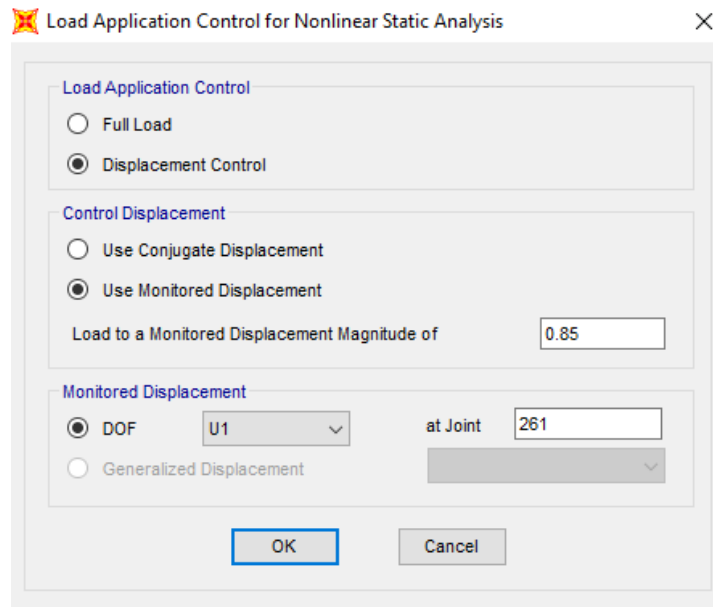 Load Application Control for Nonlinear Static Analysis
Load Application Control
Full Load
Displacement Control
Control Displacement
Use Conjugate Displacement
Use Monitored Displacement
Load to a Monitored Displacement Magnitude of 0.85
Monitored Displacement
DOF U1 at Joint 261
Generalized Displacement
OK Cancel